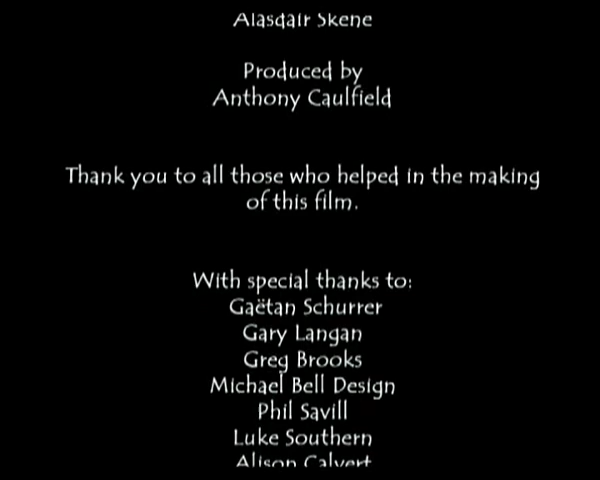 Alasdair Skene
Produced by
Anthony Caulfield
Thank you to all those who helped in the making
of this film.
With special thanks to:
Gaëtan Schurrer
Gary Langan
Greg Brooks
Michael Bell Design
Phil Savill
Luke Southern
Alison Calvert